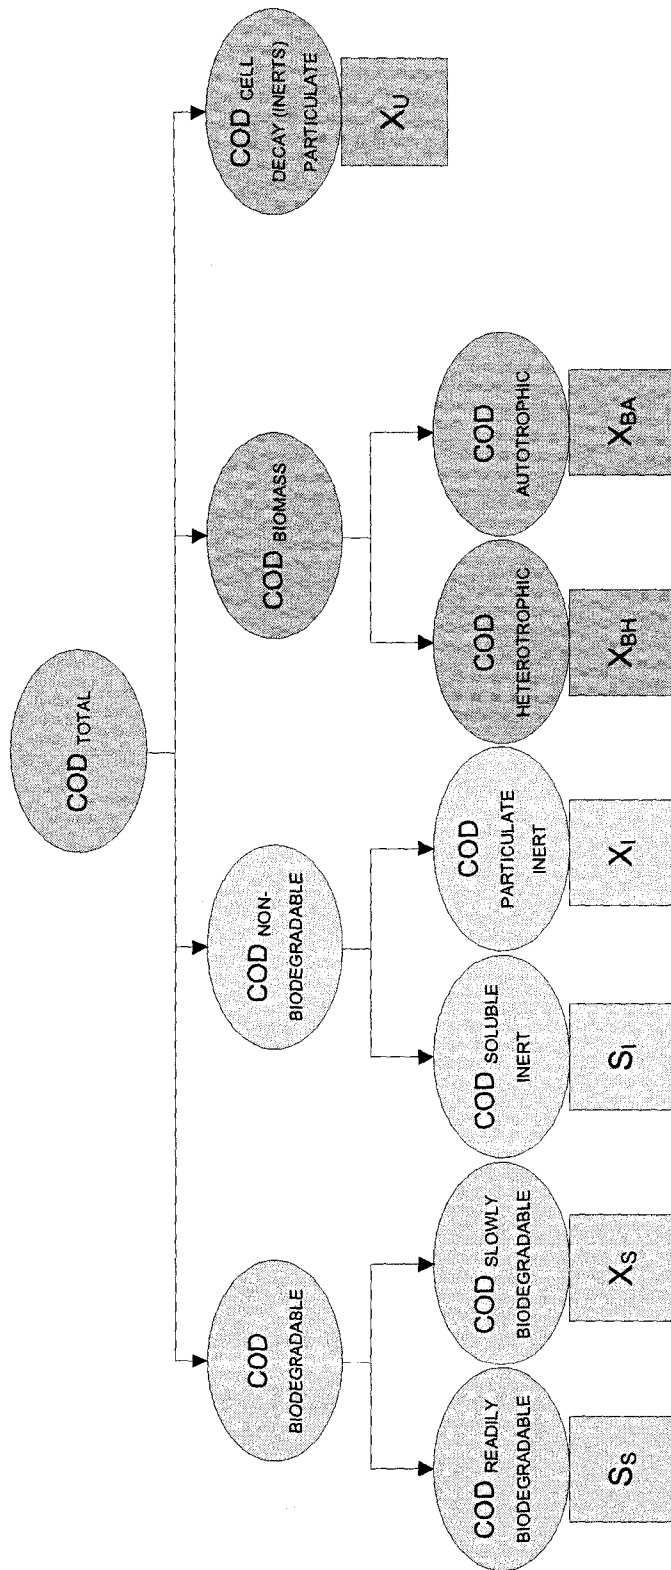 COD TOTAL
COD
BIODEGRADABLE
COD NON-
BIODEGRADABLE
COD BIOMASS
COD CELL
DECAY (INERTS)
PARTICULATE
XU
COD READILY
BIODEGRADABLE
COD SLOWLY
BIODEGRADABLE
COD SOLUBLE
INERT
COD
PARTICULATE
INERT
COD
HETEROTROPHIC
COD
AUTOTROPHIC
SS
XS
SI
XI
XBH
XBA